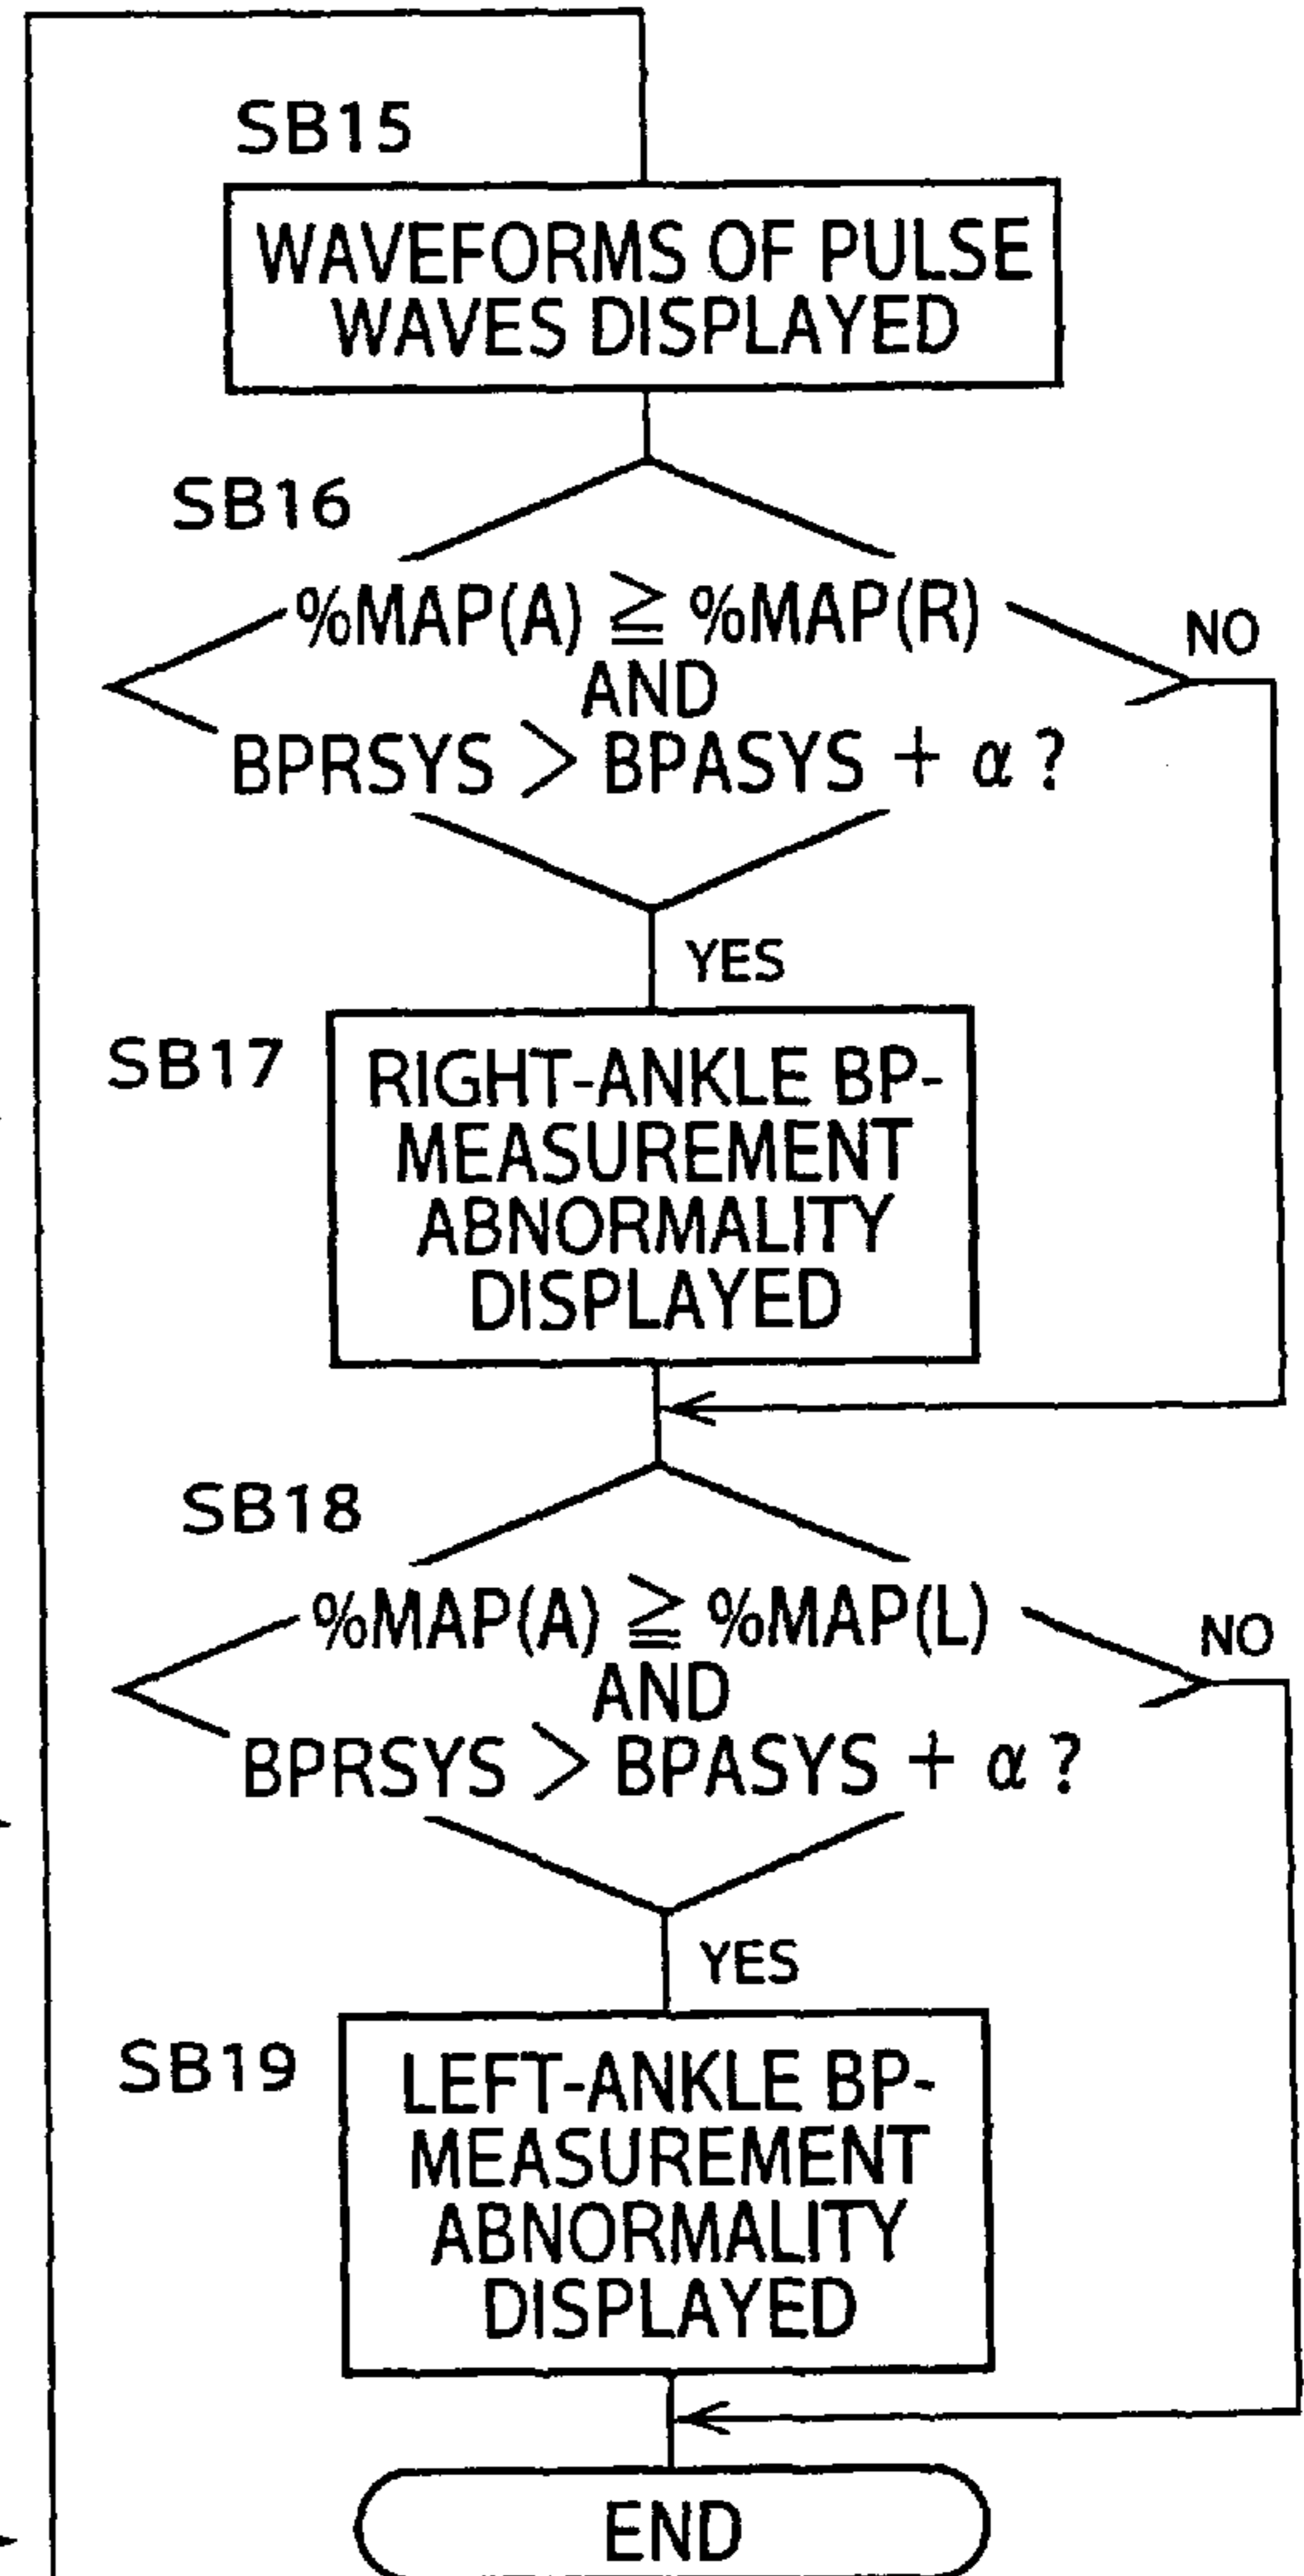 SB15
WAVEFORMS OF PULSE
WAVES DISPLAYED
SB16
%MAP(A) ≧ %MAP(R)
NO
AND
BPRSYS > BPASYS + α ?
YES
SB17
RIGHT-ANKLE BP-
MEASUREMENT
ABNORMALITY
DISPLAYED
SB18
%MAP(A) ≧ %MAP(L)
NO
AND
BPRSYS > BPASYS + α ?
YES
SB19
LEFT-ANKLE BP-
MEASUREMENT
ABNORMALITY
DISPLAYED
END